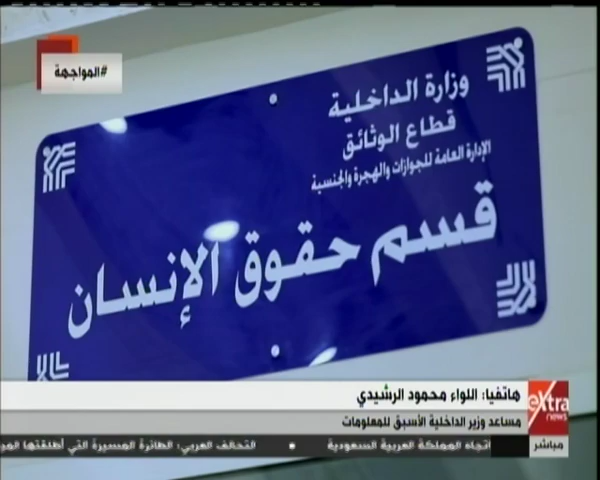 #المواجهة
وزارة الداخلية
قطاع الوثائق
الإدارة العامة للجوازات والهجرة والجنسية
قسم حقوق الإنسان
هاتفيا: اللواء محمود الرشيدي
مساعد وزير الداخلية الأسبق للمعلومات
eXtra news
مباشر
اتجاه المملكة العربية السعودية
التحالف العربي: الطائرة المسيرة التي أطلقتها